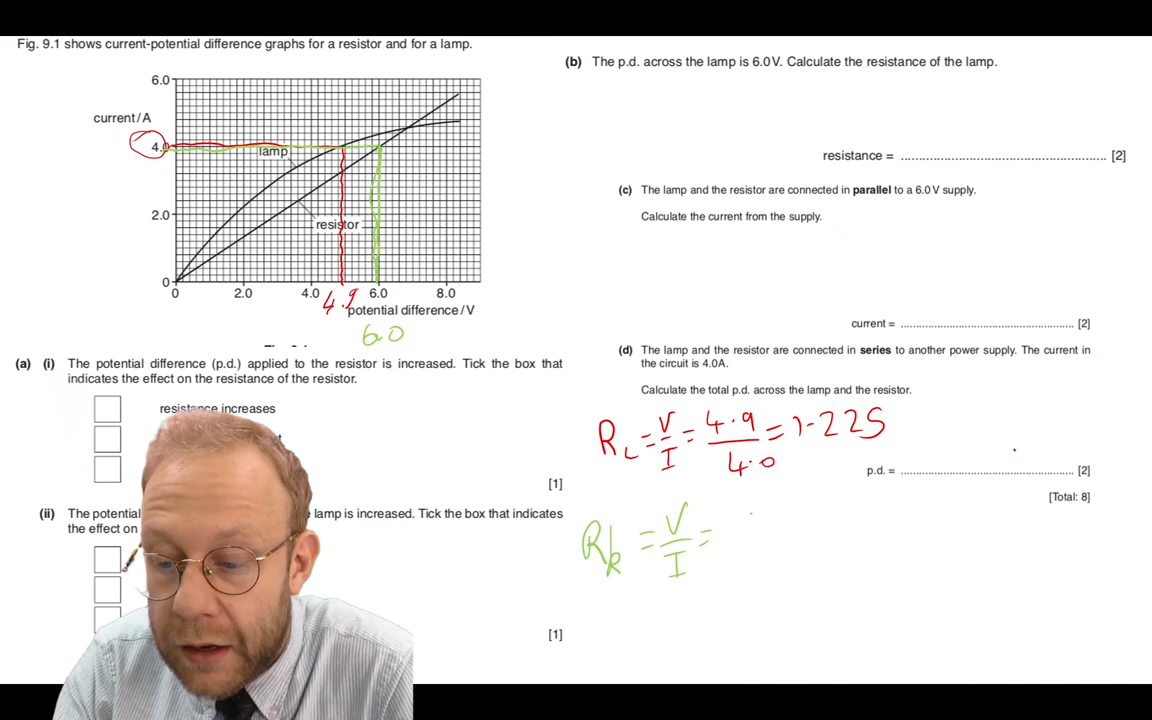 Fig. 9.1 shows current-potential difference graphs for a resistor and for a lamp.
6.0
current/A
4.0
lamp
2.0
resistor
0
0 2.0 4.0 6.0 8.0
4.9
potential difference/V
6.0
(a) (i) The potential difference (p.d.) applied to the resistor is increased. Tick the box that
indicates the effect on the resistance of the resistor.
resistance increases
[1]
(ii) The potential lamp is increased. Tick the box that indicates
the effect on
[1]
(b) The p.d. across the lamp is 6.0V. Calculate the resistance of the lamp.
resistance = ........................................................ [2]
(c) The lamp and the resistor are connected in parallel to a 6.0V supply.
Calculate the current from the supply.
current = ............................................................ [2]
(d) The lamp and the resistor are connected in series to another power supply. The current in
the circuit is 4.0A.
Calculate the total p.d. across the lamp and the resistor.
R_L = V/I = 4.9/4.0 = 1.225
p.d. = ........................................................ [2]
[Total: 8]
R_R = V/I =